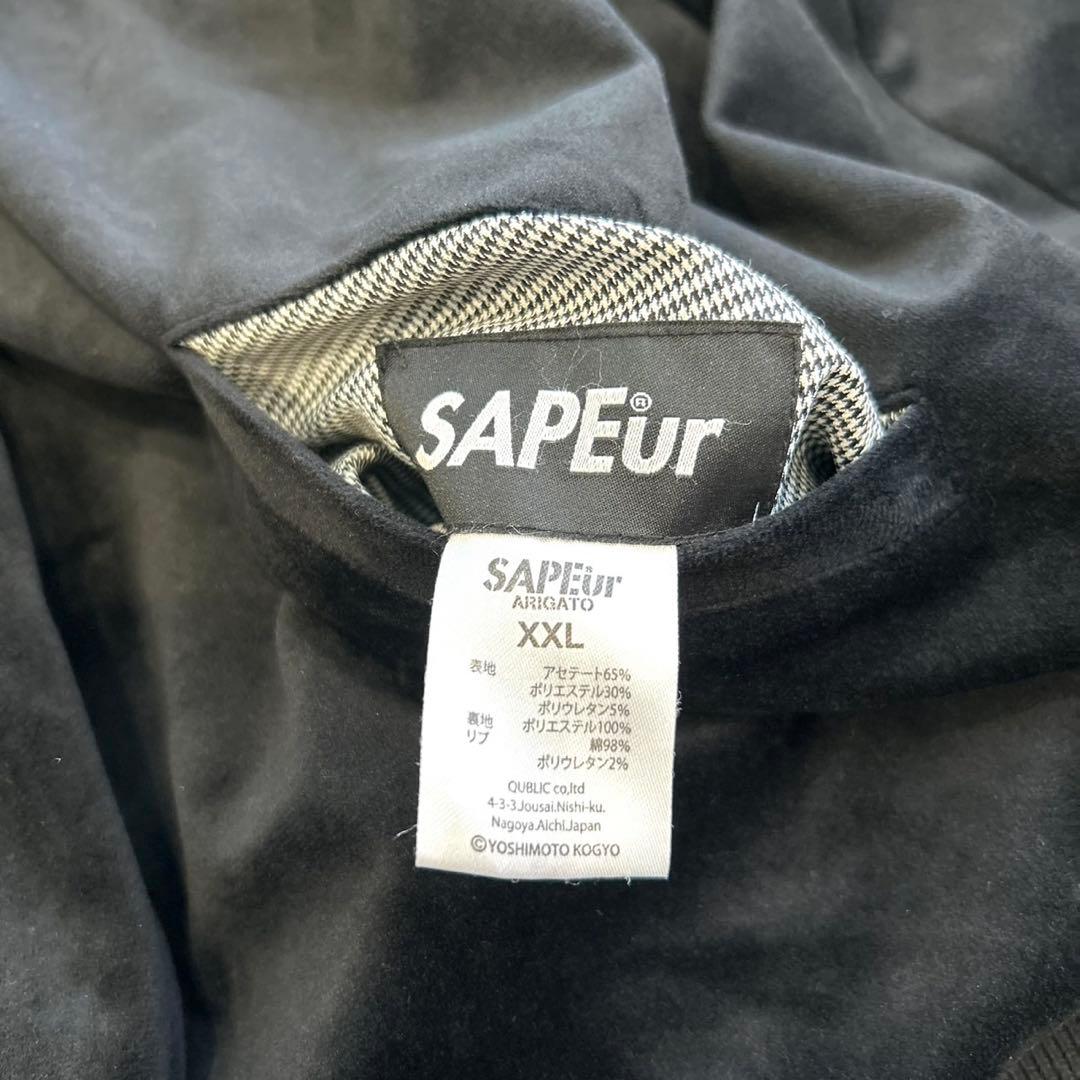 SAPEur®
SAPEur
ARIGATO
XXL
表地 アセテート65%
ポリエステル30%
ポリウレタン5%
裏地 ポリエステル100%
リブ 綿98%
ポリウレタン2%
QUBLIC co,ltd
4-3-3.Jousai.Nishi-ku.
Nagoya.Aichi.Japan
©YOSHIMOTO KOGYO